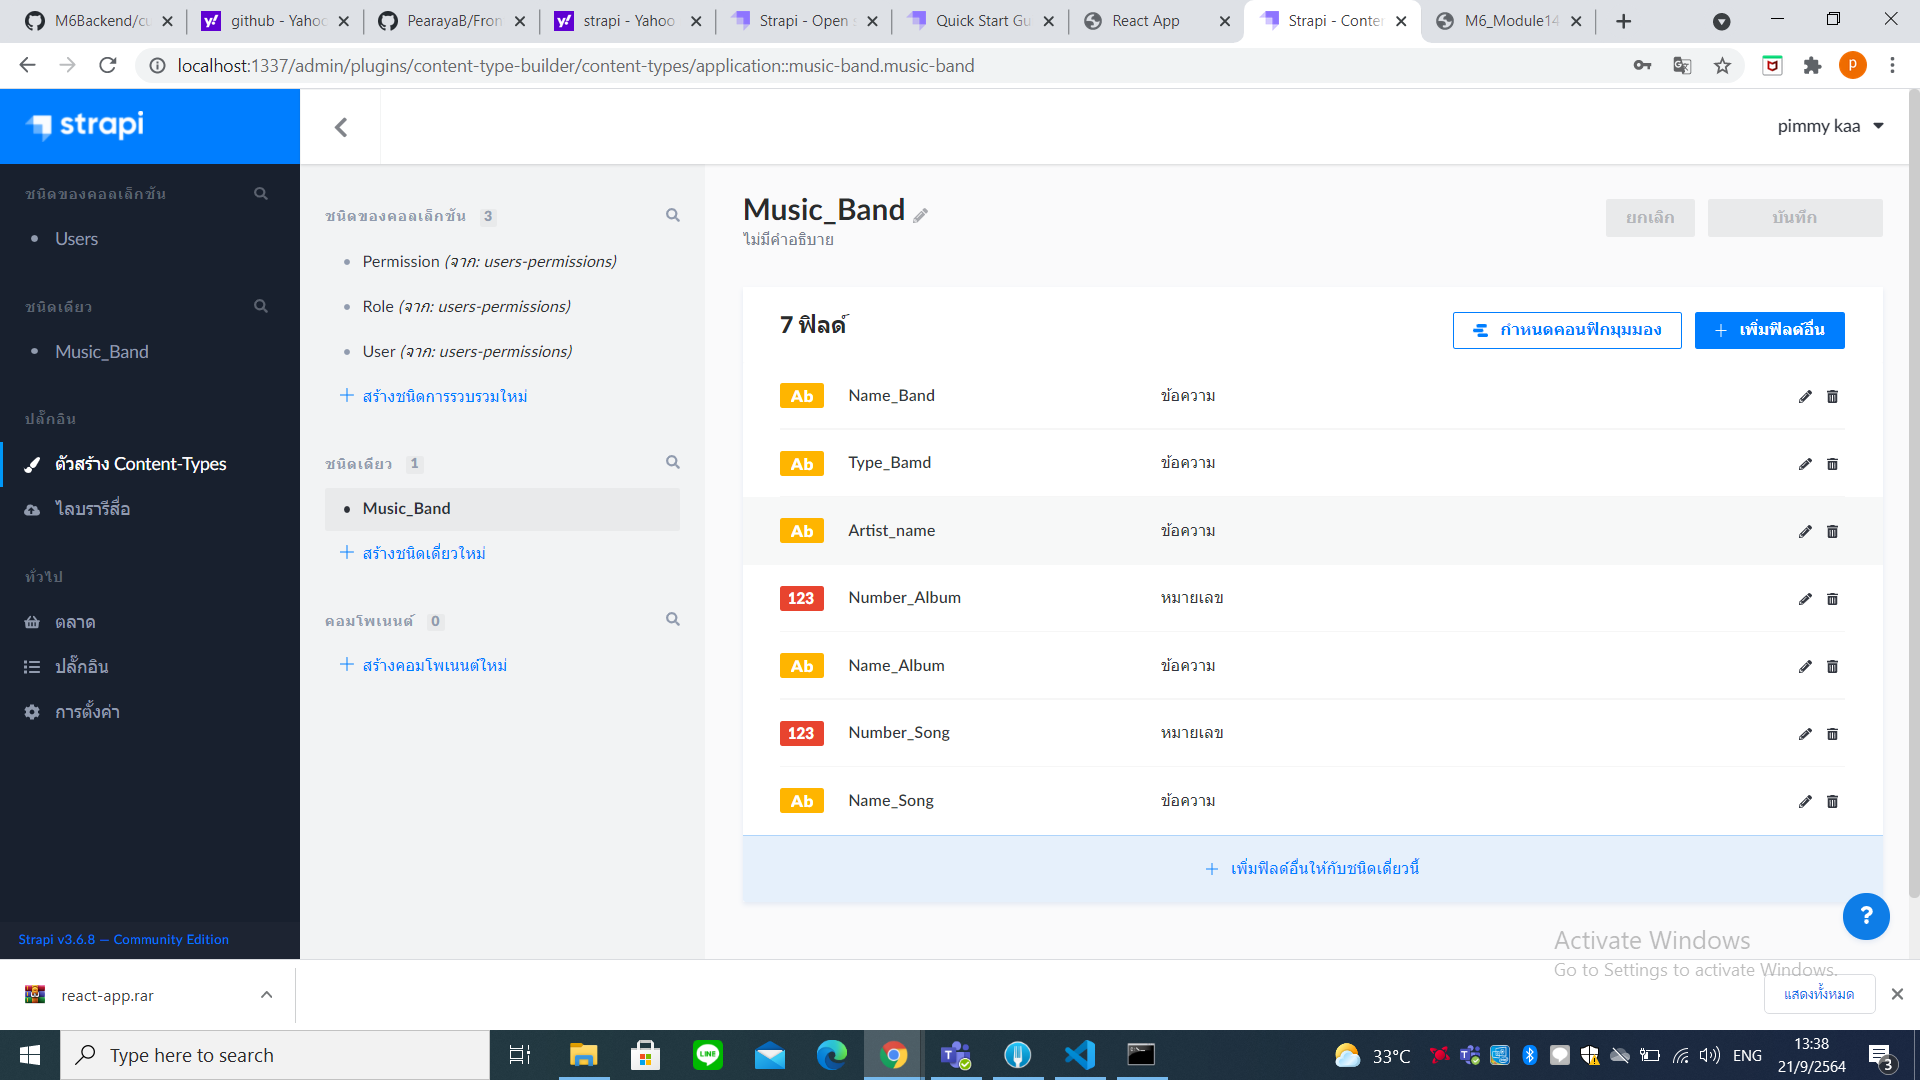 M6Backend/cu
github - Yahoo
PearayaB/Fron
strapi - Yahoo
Strapi - Open s
Quick Start Gu
React App
Strapi - Conte
M6_Module14
localhost:1337/admin/plugins/content-type-builder/content-types/application::music-band.music-band
P
strapi
pimmy kaa
ชนิดของคอลเล็กชัน
Users
ชนิดเดียว
Music_Band
ปลั๊กอิน
ตัวสร้าง Content-Types
ไลบรารีสื่อ
ทั่วไป
ตลาด
ปลั๊กอิน
การตั้งค่า
Strapi v3.6.8 — Community Edition
ชนิดของคอลเล็กชัน 3
Permission (จาก: users-permissions)
Role (จาก: users-permissions)
User (จาก: users-permissions)
+ สร้างชนิดการรวบรวมใหม่
ชนิดเดียว 1
Music_Band
+ สร้างชนิดเดี่ยวใหม่
คอมโพเนนต์ 0
+ สร้างคอมโพเนนต์ใหม่
Music_Band
ไม่มีคำอธิบาย
ยกเลิก
บันทึก
7 ฟิลด์
กำหนดคอนฟิกมุมมอง
+ เพิ่มฟิลด์อื่น
Ab Name_Band ข้อความ
Ab Type_Bamd ข้อความ
Ab Artist_name ข้อความ
123 Number_Album หมายเลข
Ab Name_Album ข้อความ
123 Number_Song หมายเลข
Ab Name_Song ข้อความ
+ เพิ่มฟิลด์อื่นให้กับชนิดเดี่ยวนี้
?
Activate Windows
Go to Settings to activate Windows.
react-app.rar
แสดงทั้งหมด
Type here to search
LINE
33°C
ENG
13:38
21/9/2564
3